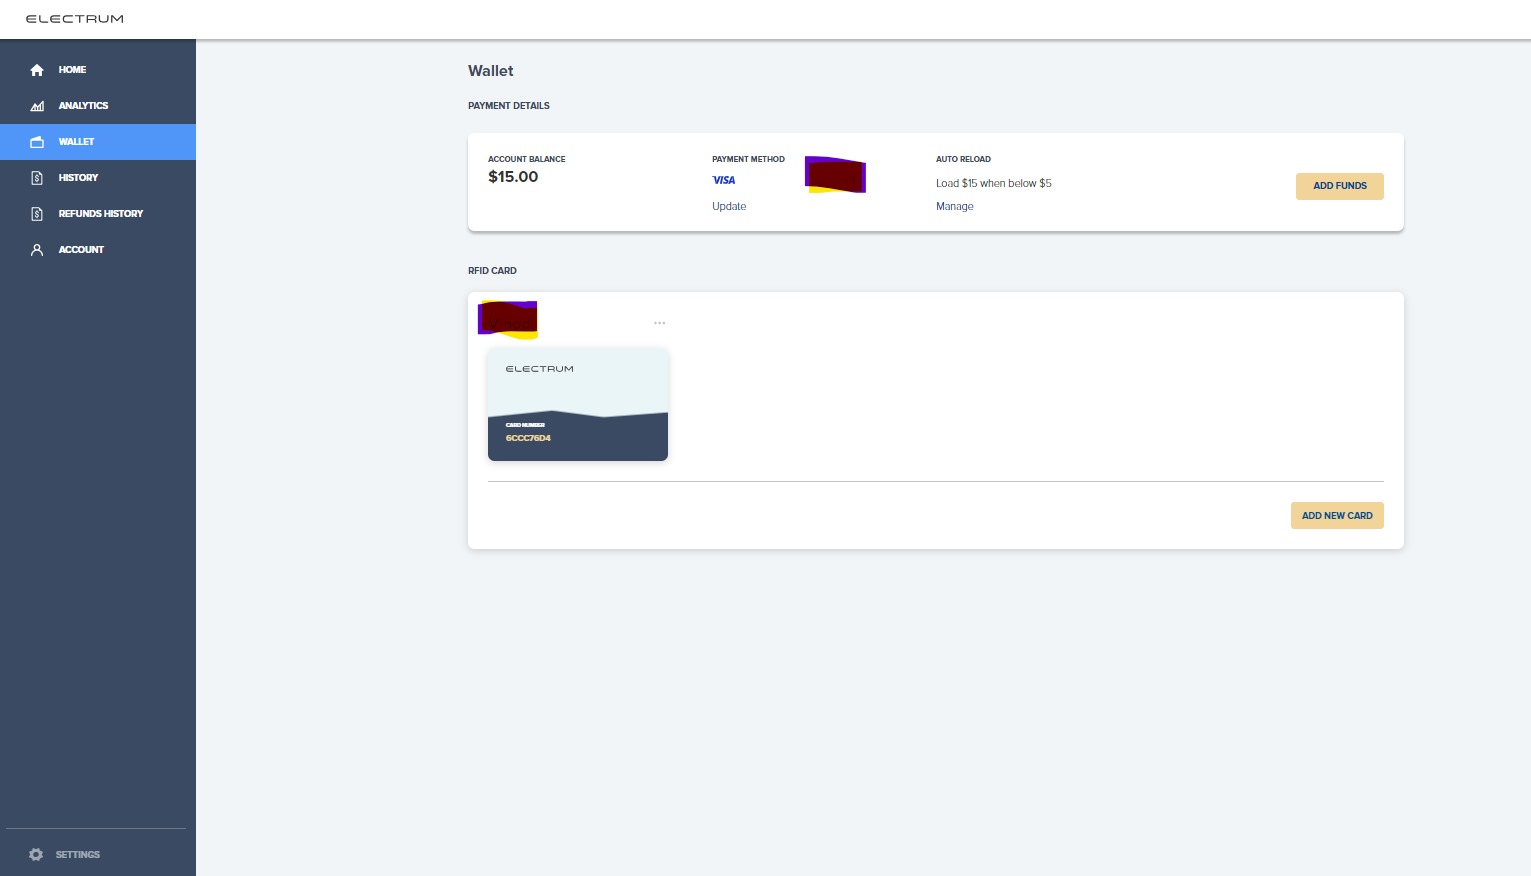 ELECTRUM
HOME
ANALYTICS
WALLET
HISTORY
REFUNDS HISTORY
ACCOUNT
SETTINGS
Wallet
PAYMENT DETAILS
ACCOUNT BALANCE
$15.00
PAYMENT METHOD
VISA
Update
AUTO RELOAD
Load $15 when below $5
Manage
ADD FUNDS
RFID CARD
ELECTRUM
CARD NUMBER
6CCC76D4
ADD NEW CARD